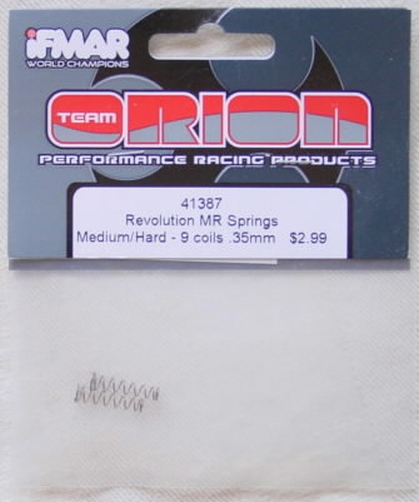 iFMAR
WORLD CHAMPIONS
TEAM
ORION
PERFORMANCE RACING PRODUCTS
41387
Revolution MR Springs
Medium/Hard - 9 coils .35mm $2.99